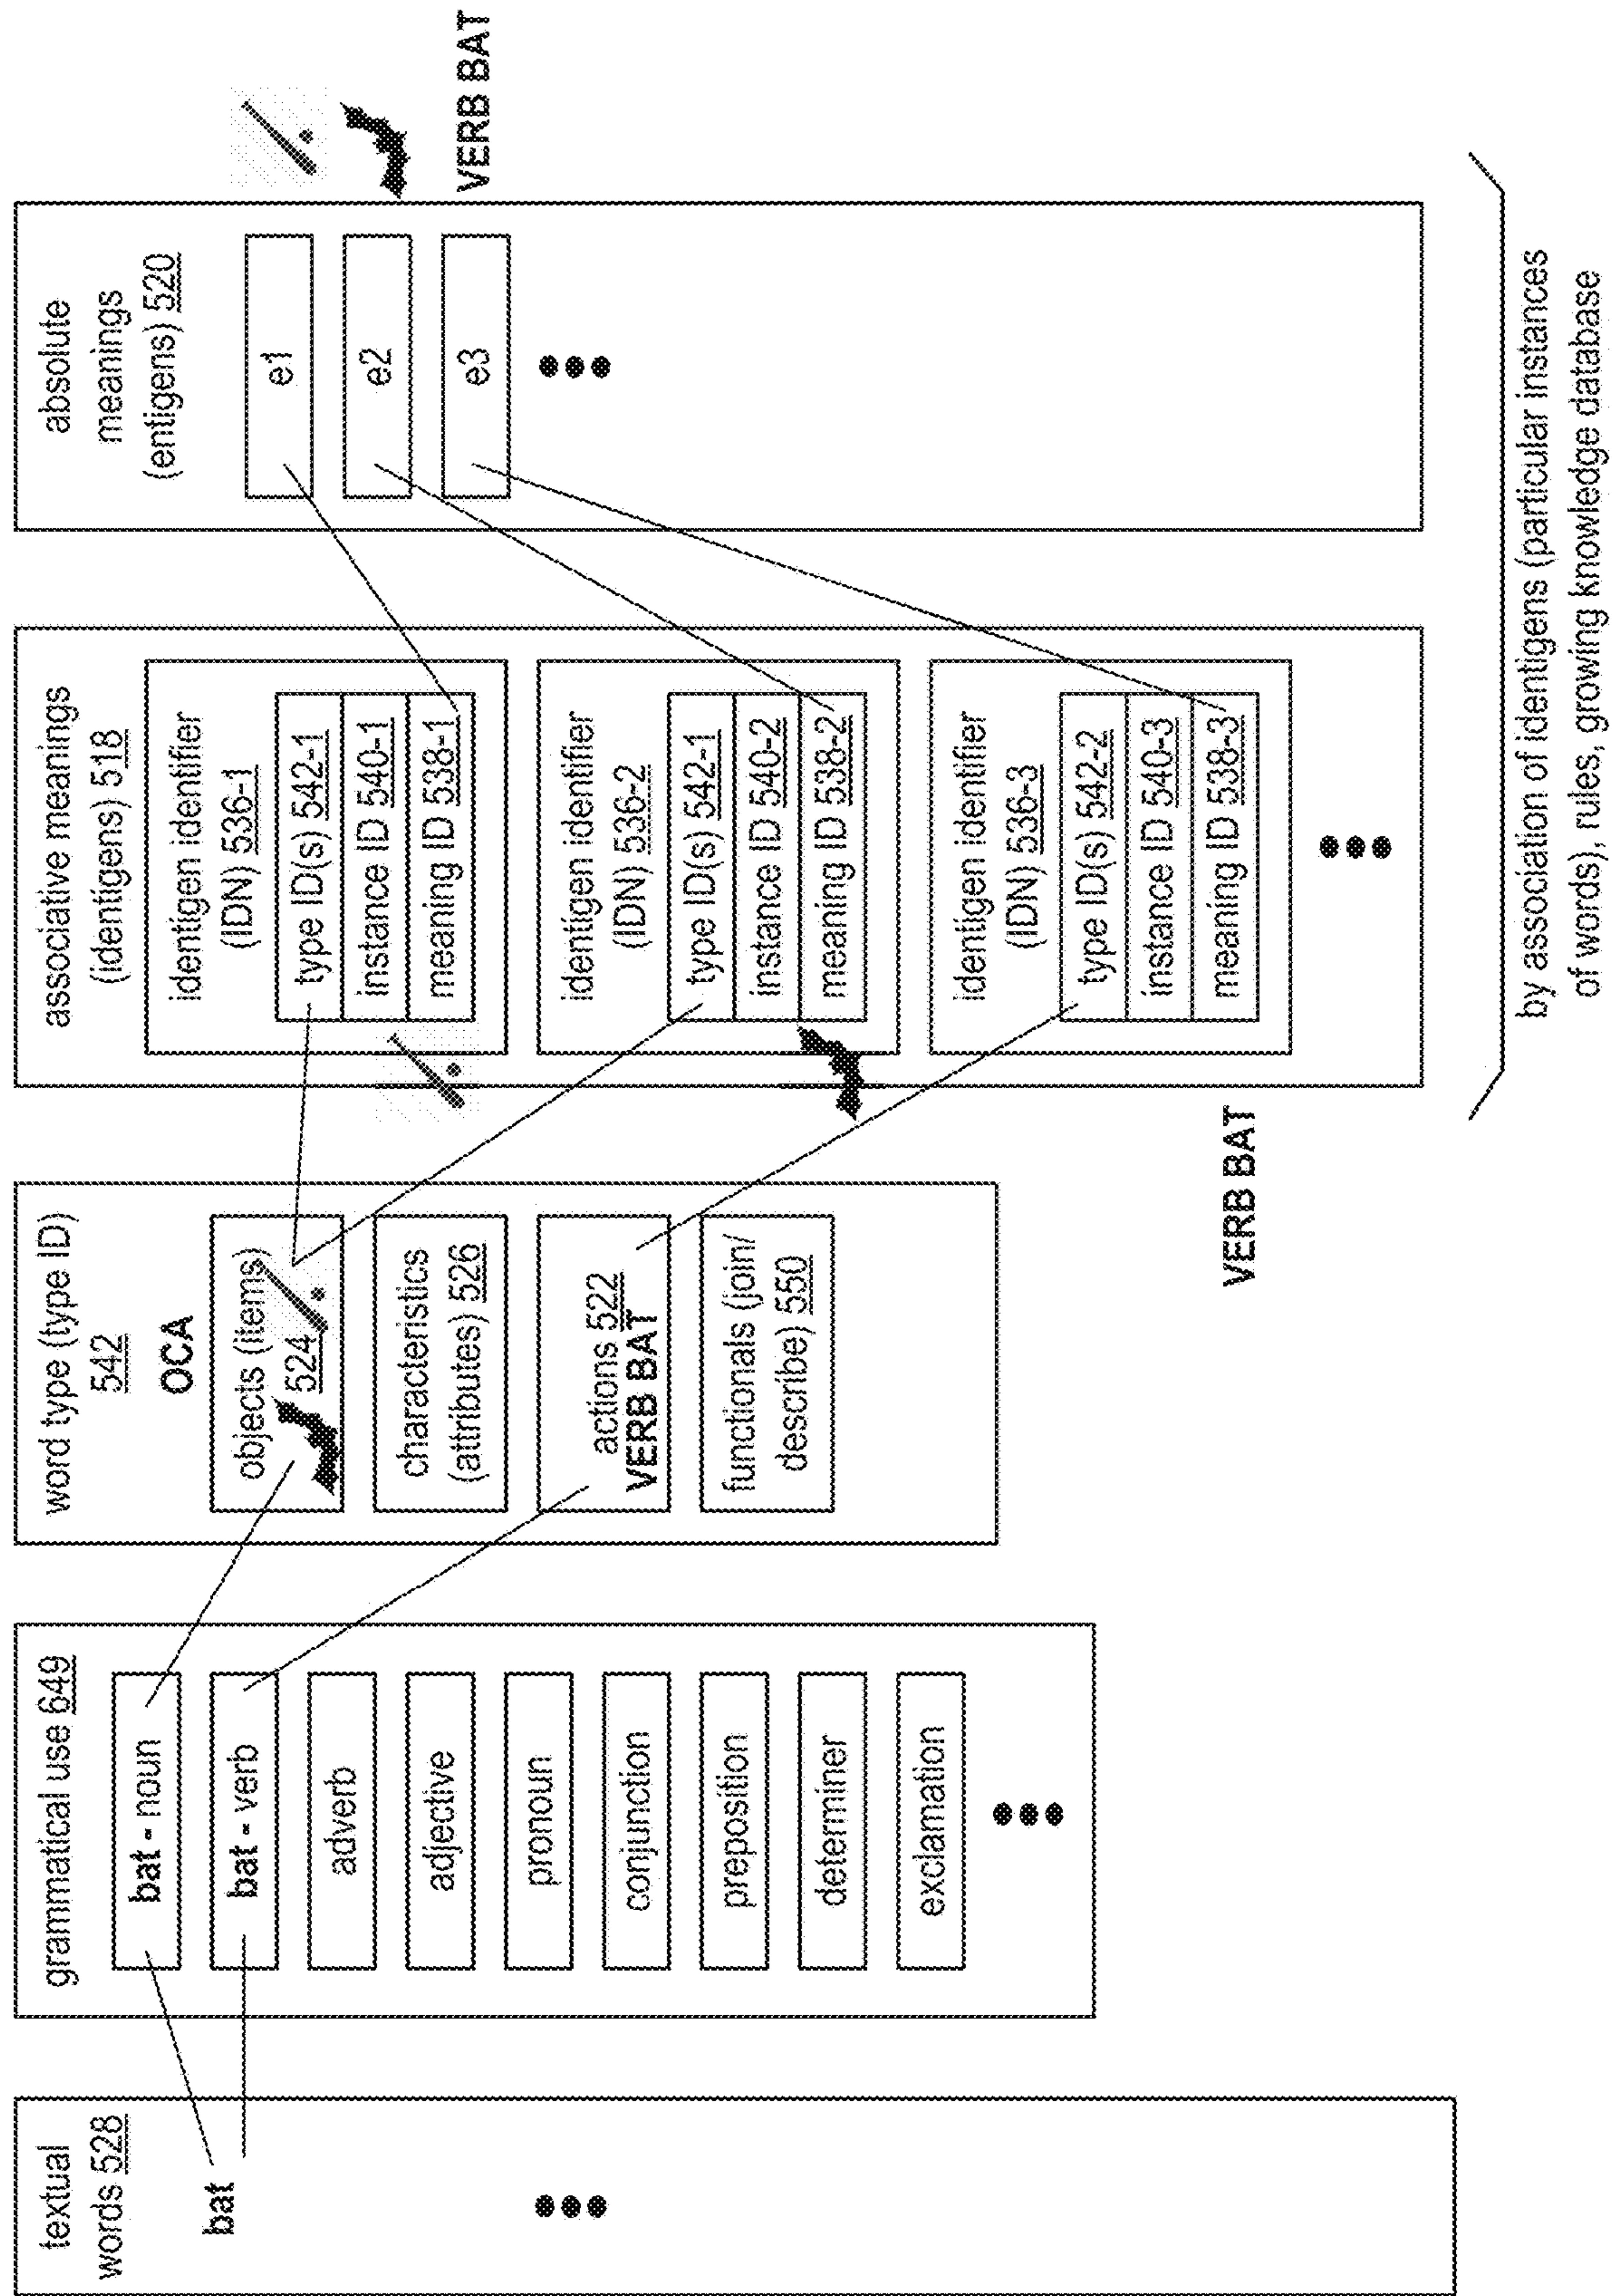 textual
words 528
bat
grammatical use 649
bat - noun
bat - verb
adverb
adjective
pronoun
conjunction
preposition
determiner
exclamation
word type (type ID)
542
OCA
objects (items)
524
characteristics
(attributes) 526
actions 522
VERB BAT
functionals (join/
describe) 550
associative meanings
(identigens) 518
identigen identifier
(IDN) 536-1
type ID(s) 542-1
instance ID 540-1
meaning ID 538-1
identigen identifier
(IDN) 536-2
type ID(s) 542-1
instance ID 540-2
meaning ID 538-2
identigen identifier
(IDN) 536-3
type ID(s) 542-2
instance ID 540-3
meaning ID 538-3
VERB BAT
absolute
meanings
(entigens) 520
e1
e2
e3
VERB BAT
by association of identigens (particular instances
of words), rules, growing knowledge database